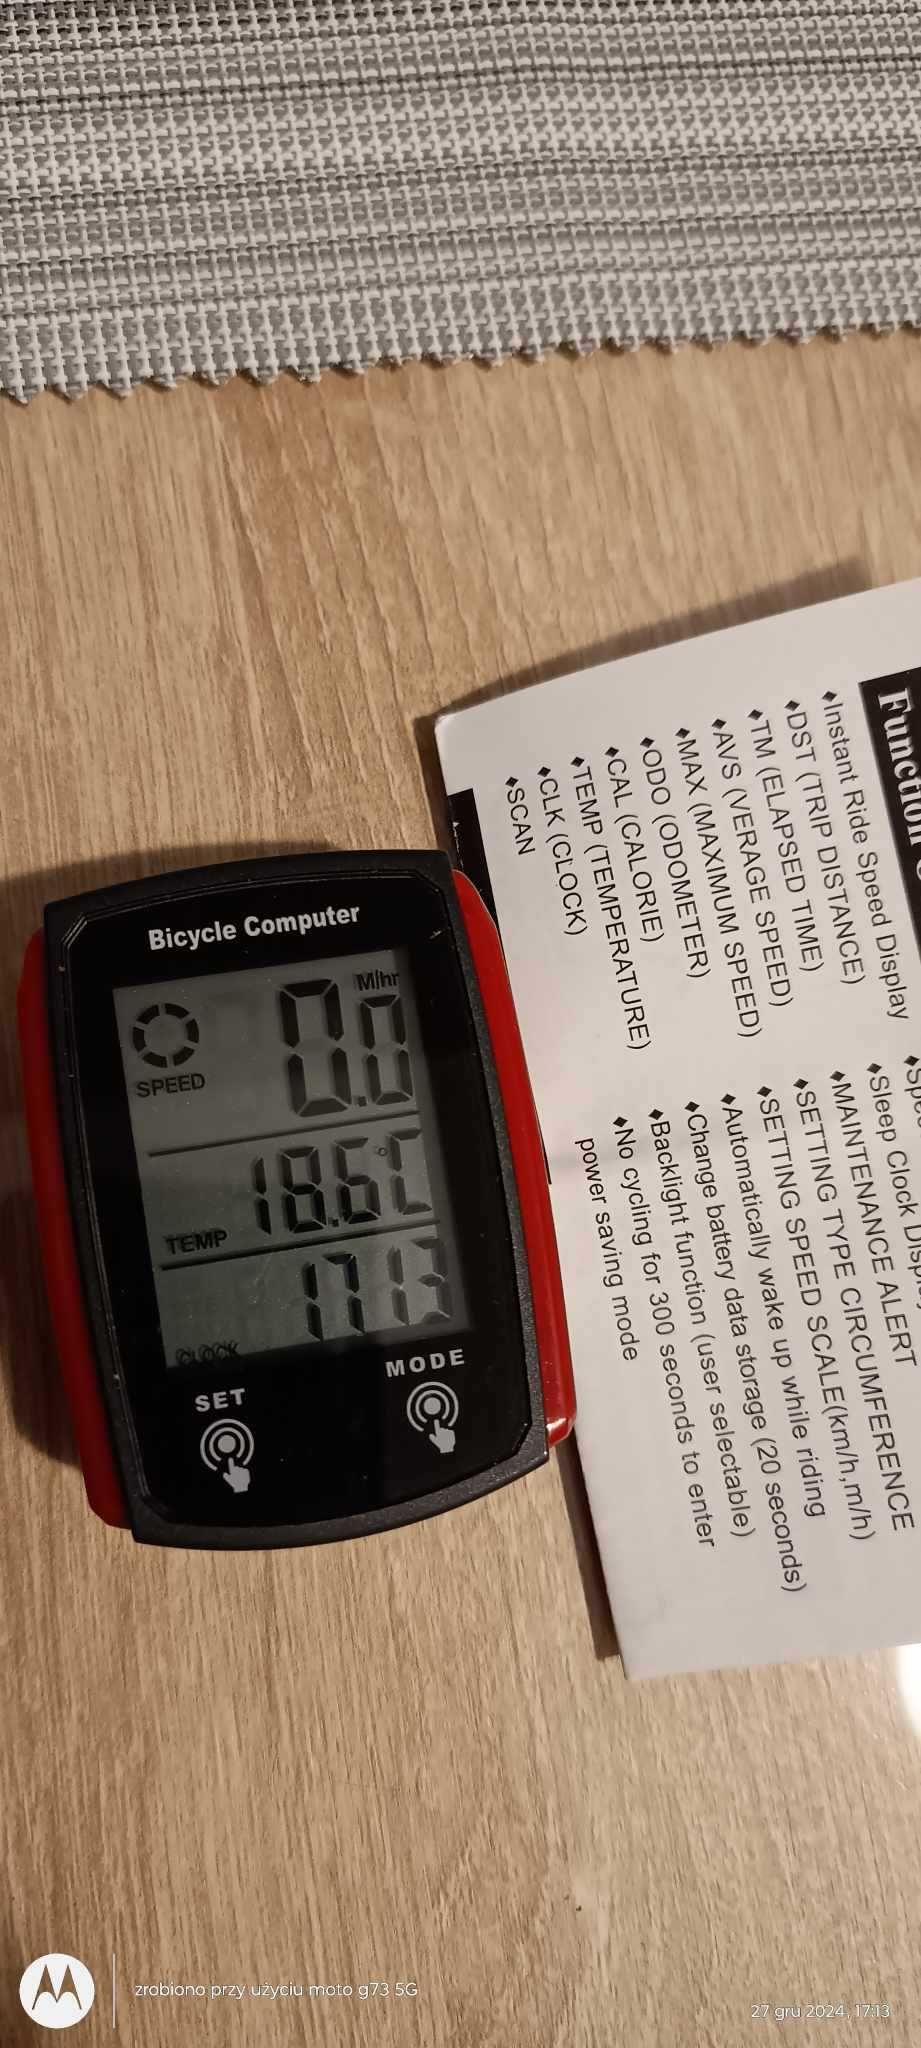 Bicycle Computer
M/hr
0.0
SPEED
18.6°C
TEMP
17 13
CLOCK
SET
MODE
Function
◆Instant Ride Speed Display
◆DST (TRIP DISTANCE)
◆TM (ELAPSED TIME)
◆AVS (VERAGE SPEED)
◆MAX (MAXIMUM SPEED)
◆ODO (ODOMETER)
◆CAL (CALORIE)
◆TEMP (TEMPERATURE)
◆CLK (CLOCK)
◆SCAN
◆Sleep Clock
◆MAINTENANCE ALERT
◆SETTING TYPE CIRCUMFERENCE
◆SETTING SPEED SCALE(km/h,m/h)
◆Automatically wake up while riding
◆Change battery data storage (20 seconds)
◆Backlight function (user selectable)
◆No cycling for 300 seconds to enter
power saving mode
zrobiono przy użyciu moto g73 5G
27 gru 2024, 17:13